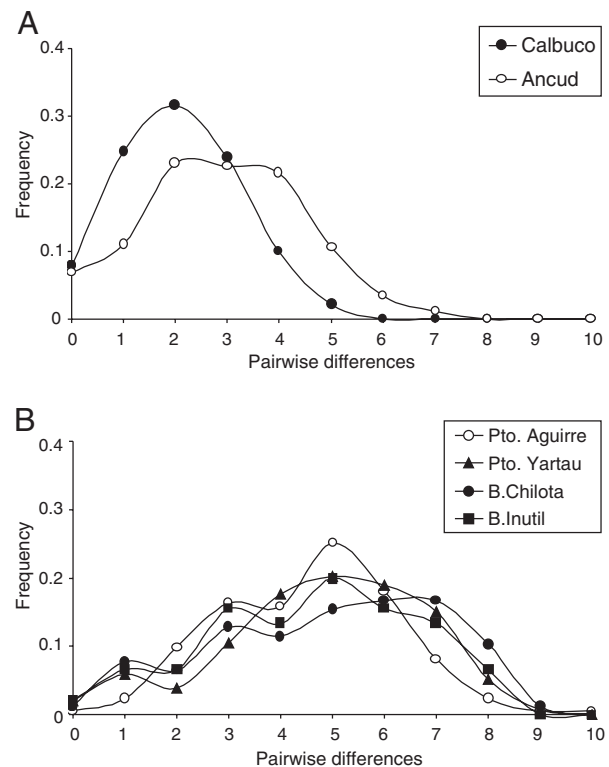 A
0.4
Calbuco
Ancud
0.3
Frequency
0.2
0.1
0
0 1 2 3 4 5 6 7 8 9 10
Pairwise differences
B
0.4
Pto. Aguirre
Pto. Yartau
B.Chilota
B.Inutil
0.3
Frequency
0.2
0.1
0
0 1 2 3 4 5 6 7 8 9 10
Pairwise differences